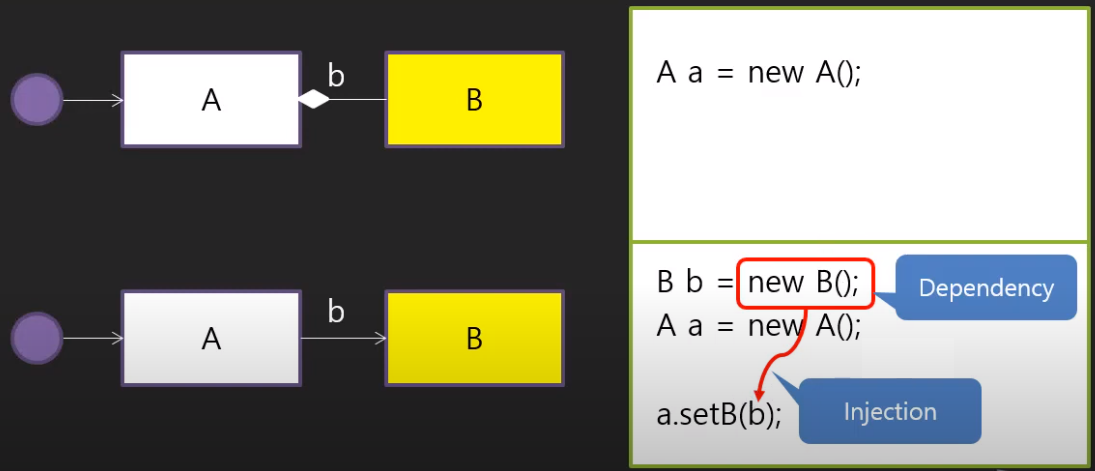 A
b
B
A a = new A();
A
b
B
B b = new B();
Dependency
A a = new A();
a.setB(b);
Injection